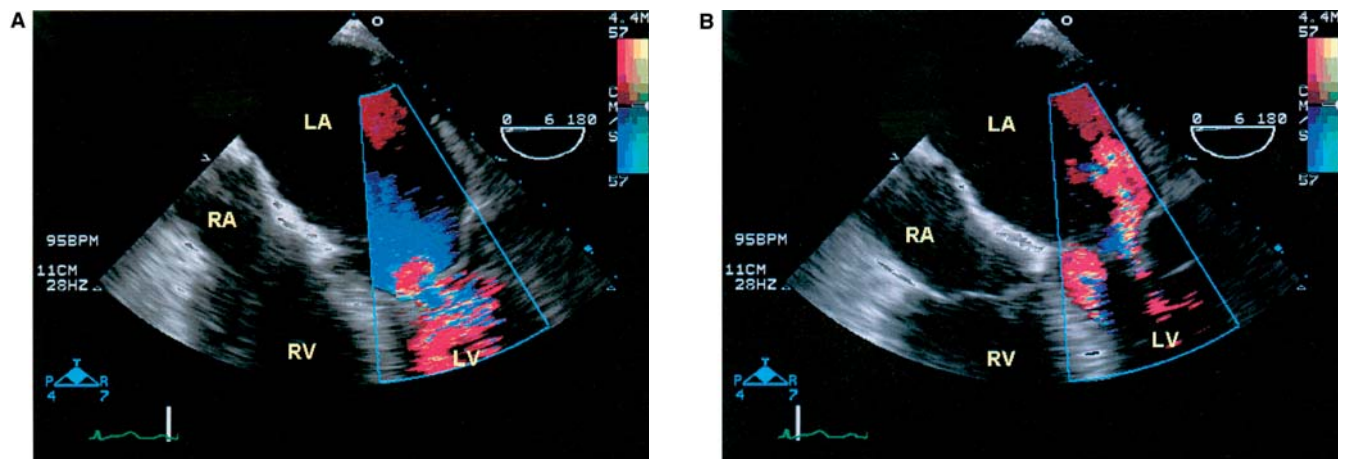 A
4.4M
57
LA
C
M
/
S
0 6 180
57
RA
95BPM
11CM
28HZ
RV
LV
T
P R
4 7
B
4.4M
57
LA
C
M
/
S
0 6 180
57
RA
95BPM
11CM
28HZ
RV
LV
T
P R
4 7